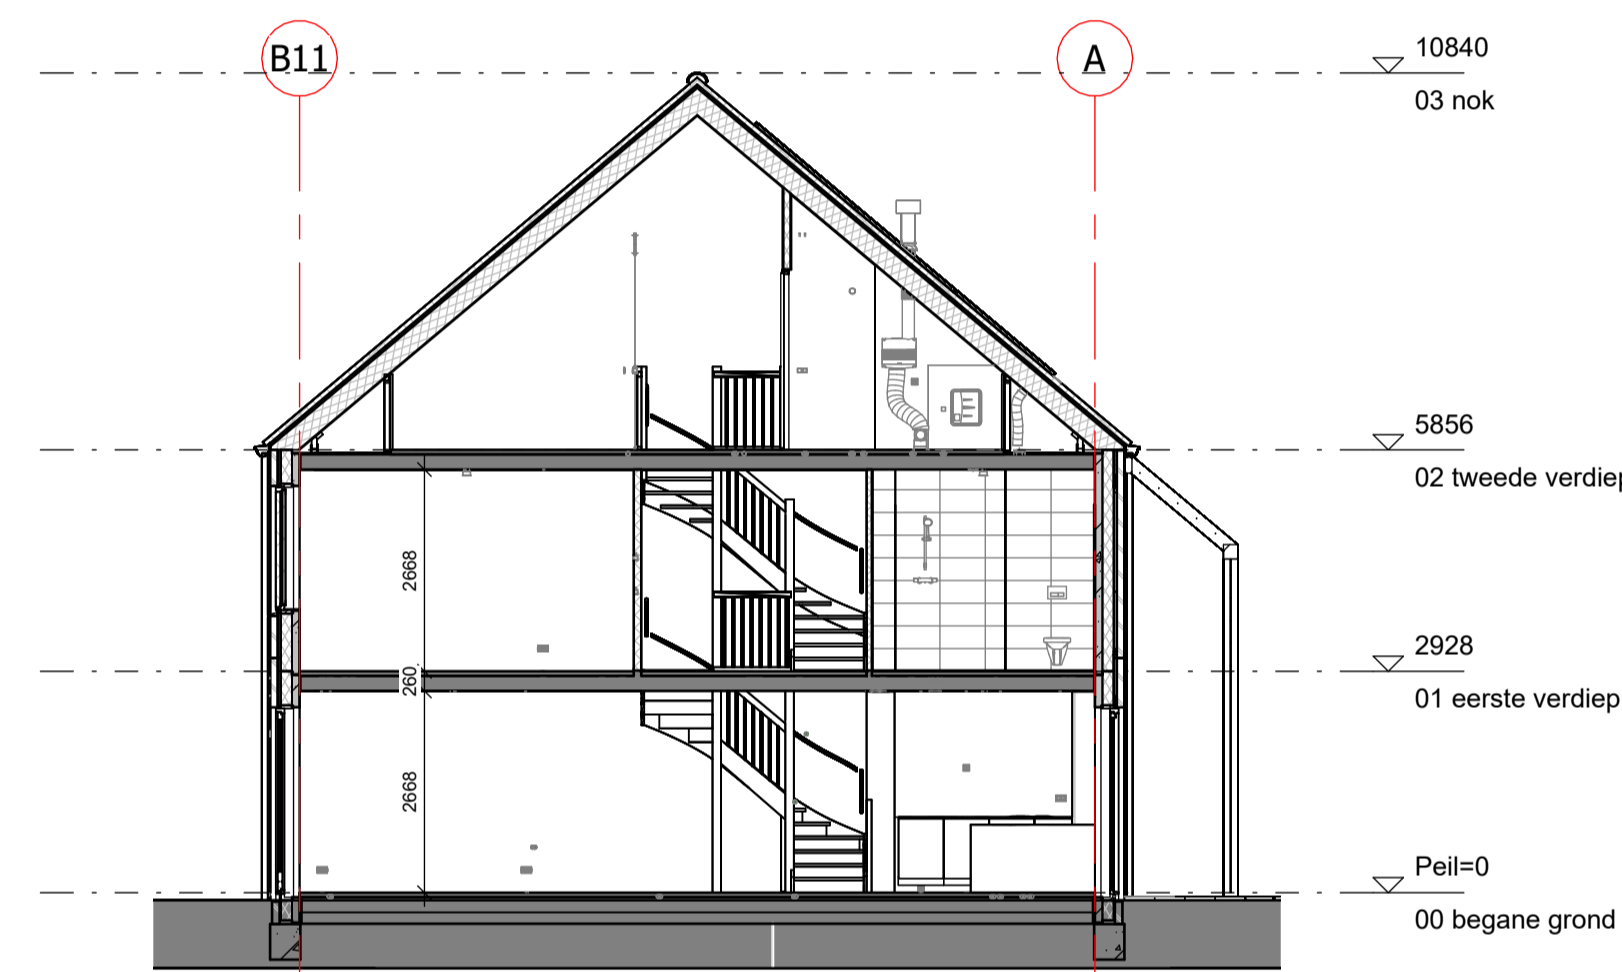 B11
A
10840
03 nok
5856
02 tweede verdiep
2668
2928
260
01 eerste verdiep
2668
Peil=0
00 begane grond